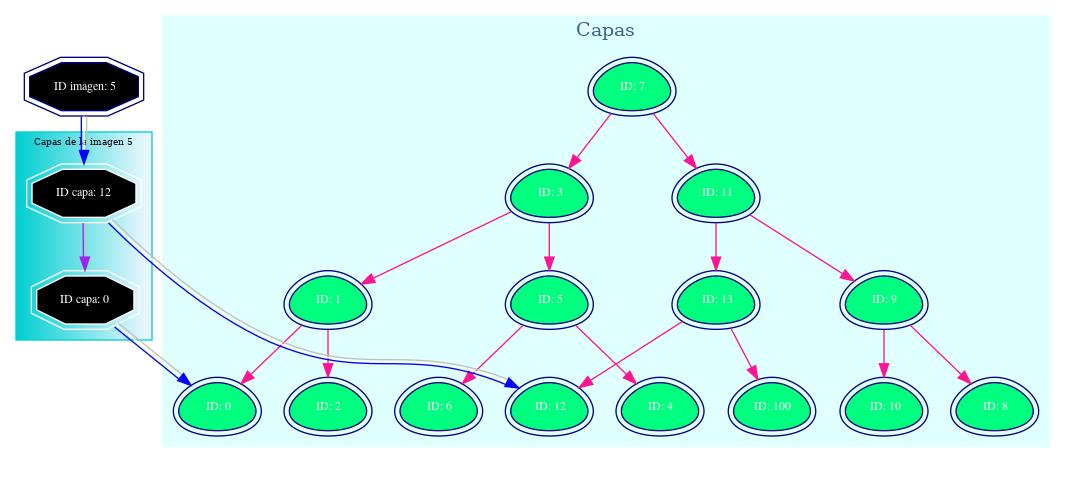 Capas
ID imagen: 5
ID: 7
Capas de la imagen 5
ID capa: 12
ID: 3
ID: 11
ID capa: 0
ID: 1
ID: 5
ID: 13
ID: 9
ID: 0
ID: 2
ID: 6
ID: 12
ID: 4
ID: 100
ID: 10
ID: 8